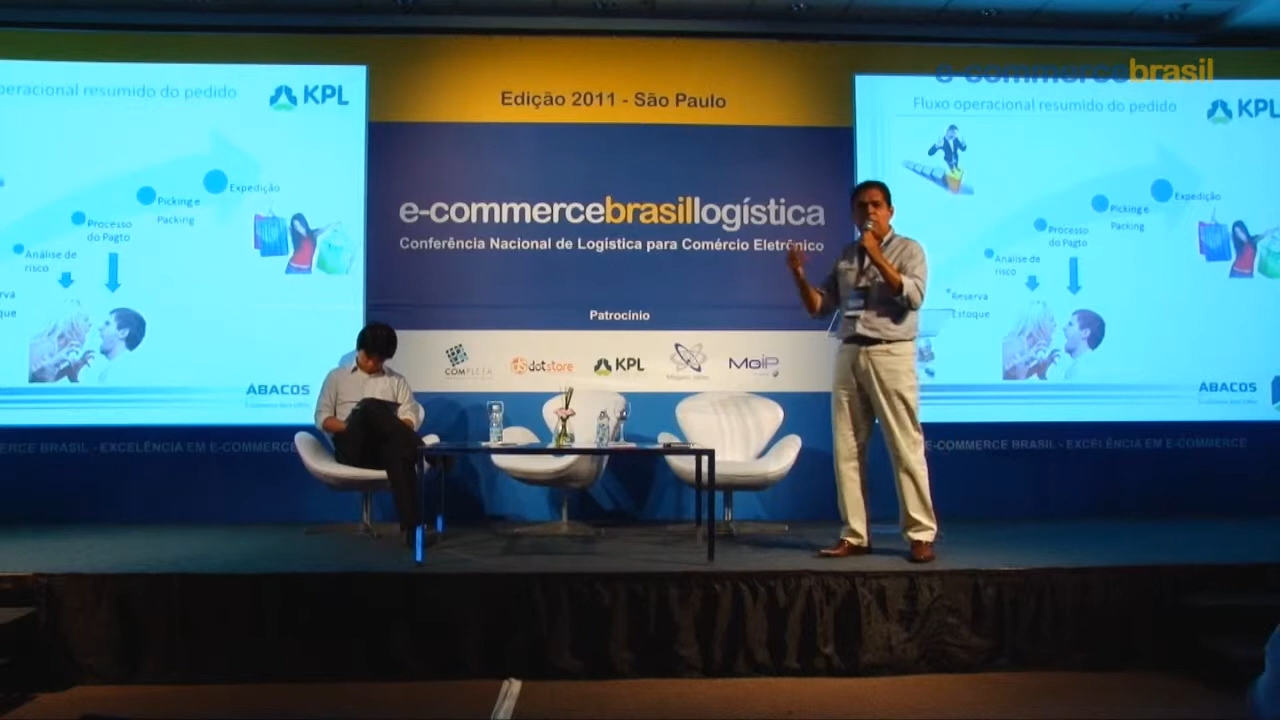 operacional resumido do pedido
KPL
Expedição
Picking e
Packing
Processo
do Pagto
Análise de
risco
ABACOS
Edição 2011 - São Paulo
e-commercebrasillogística
Conferência Nacional de Logística para Comércio Eletrônico
Patrocínio
COMPLETA
dotstore
KPL
MoIP
e-commercebrasil
Fluxo operacional resumido do pedido
KPL
Expedição
Picking e
Packing
Processo
do Pagto
Análise de
risco
Reserva
Estoque
ABACOS
MERCE BRASIL - EXCELÊNCIA EM E-COMMERCE
E-COMMERCE BRASIL - EXCELÊNCIA EM E-COMMERCE